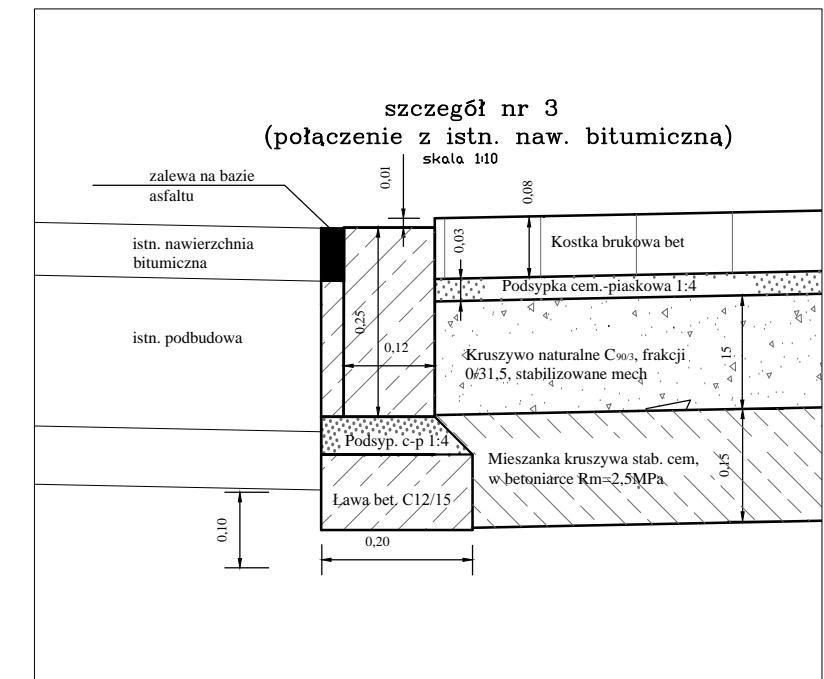 szczegół nr 3
(połączenie z istn. naw. bitumiczną)
skala 1:10
zalewa na bazie
asfaltu
0,01
0,08
istn. nawierzchnia
bitumiczna
0,03
Kostka brukowa bet
Podsypka cem.-piaskowa 1:4
istn. podbudowa
0,25
0,12
Kruszywo naturalne C90/3, frakcji
0#31,5, stabilizowane mech
15
Podsyp. c-p 1:4
Mieszanka kruszywa stab. cem,
w betoniarce Rm=2,5MPa
0,15
Ława bet. C12/15
0,10
0,20